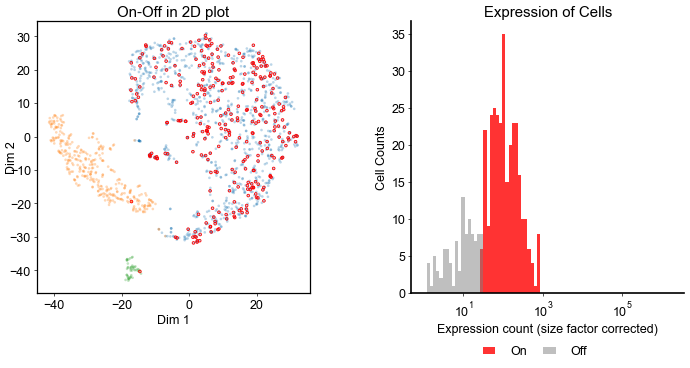 On-Off in 2D plot
Dim 2
30
20
10
0
−10
−20
−30
−40
−40
−20
0
20
Dim 1
Expression of Cells
Cell Counts
35
30
25
20
15
10
5
0
10^1
10^3
10^5
Expression count (size factor corrected)
On
Off